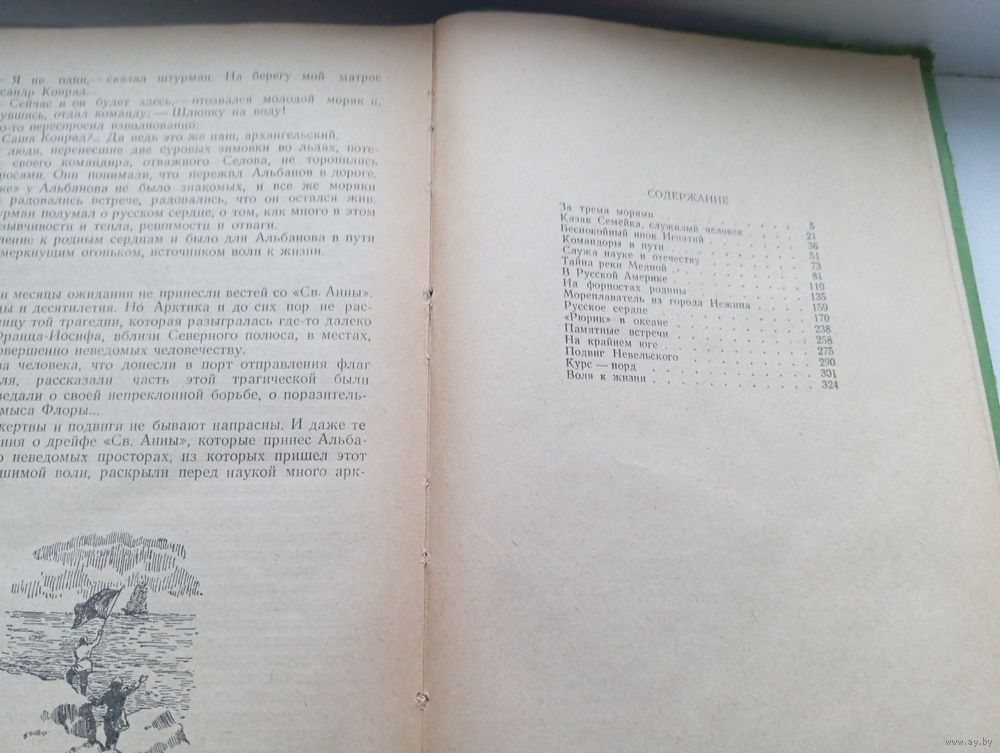 Я не один,— сказал штурман. На берегу мой матрос
сандр Конрад...
Сейчас и он будет здесь,— отозвался молодой моряк и,
нувшись, отдал команду: — Шлюпку на воду!
о-то переспросил взволнованно:
Саша Конрад?.. Да ведь это же наш, архангельский.
люди, перенесшие две суровых зимовки во льдах, поте-
своего командира, отважного Седова, не торопились
росами. Они понимали, что пережил Альбанов в дороге.
ке» у Альбанова не было знакомых, и все же моряки
радовались встрече, радовались, что он остался жив.
урман подумал о русском сердце, о том, как много в этом
зывчивости и тепла, решимости и отваги.
ление к родным сердцам и было для Альбанова в пути
меркнущим огоньком, источником воли к жизни.
и месяцы ожидания не принесли вестей со «Св. Анны».
ды и десятилетия. Но Арктика и до сих пор не рас-
ницу той трагедии, которая разыгралась где-то далеко
Франца-Иосифа, вблизи Северного полюса, в местах,
овершенно неведомых человечеству.
ва человека, что донесли в порт отправления флаг
ля, рассказали часть этой трагической были
ведали о своей непреклонной борьбе, о поразитель-
мыса Флоры...
жертвы и подвиги не бывают напрасны. И даже те
ния о дрейфе «Св. Анны», которые принес Альба-
о неведомых просторах, из которых пришел этот
шимой воли, раскрыли перед наукой много арк-
СОДЕРЖАНИЕ
За тремя морями . . . . . 5
Казак Семейка, служилый человек . . . . 21
Беспокойный инок Игнатий . . . . . 36
Командоры в пути . . . . . 51
Служа науке и отечеству . . . . . 73
Тайна реки Медной . . . . . 81
В Русской Америке . . . . . 110
На форпостах родины . . . . . 135
Мореплаватель из города Нежина . . . . 159
Русское сердце . . . . . 170
«Рюрик» в океане . . . . . 238
Памятные встречи . . . . . 258
На крайнем юге . . . . . 275
Подвиг Невельского . . . . . 290
Курс — норд . . . . . 301
Воля к жизни . . . . . 324
www.ay.by